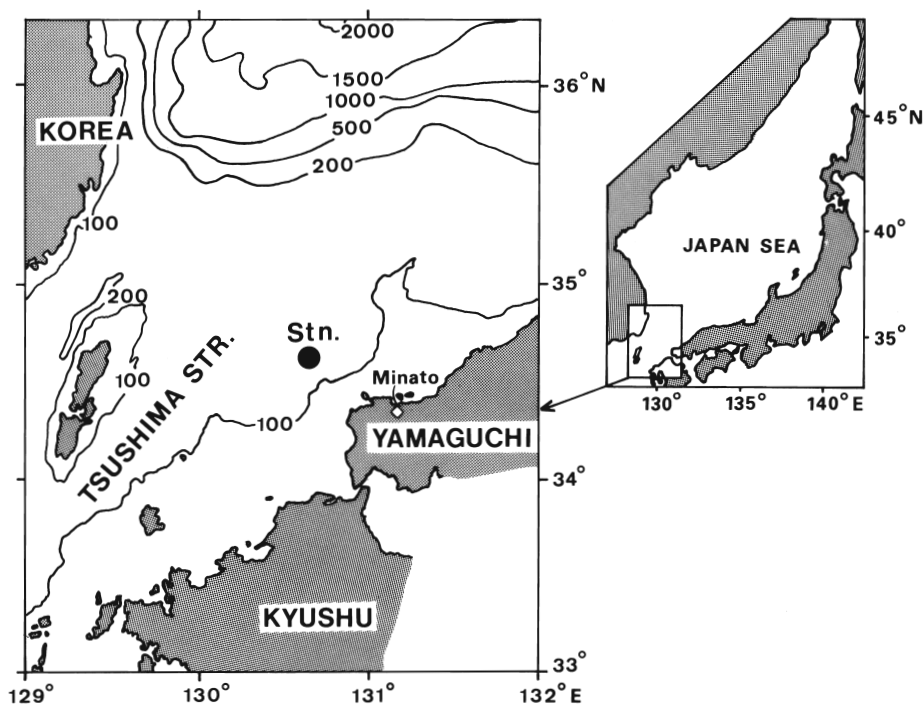 2000
1500
1000
500
200
100
KOREA
36°N
35°
34°
33°
200
100
TSUSHIMA STR.
Stn.
Minato
100
YAMAGUCHI
KYUSHU
129°
130°
131°
132°E
45°N
40°
35°
JAPAN SEA
130°
135°
140°E